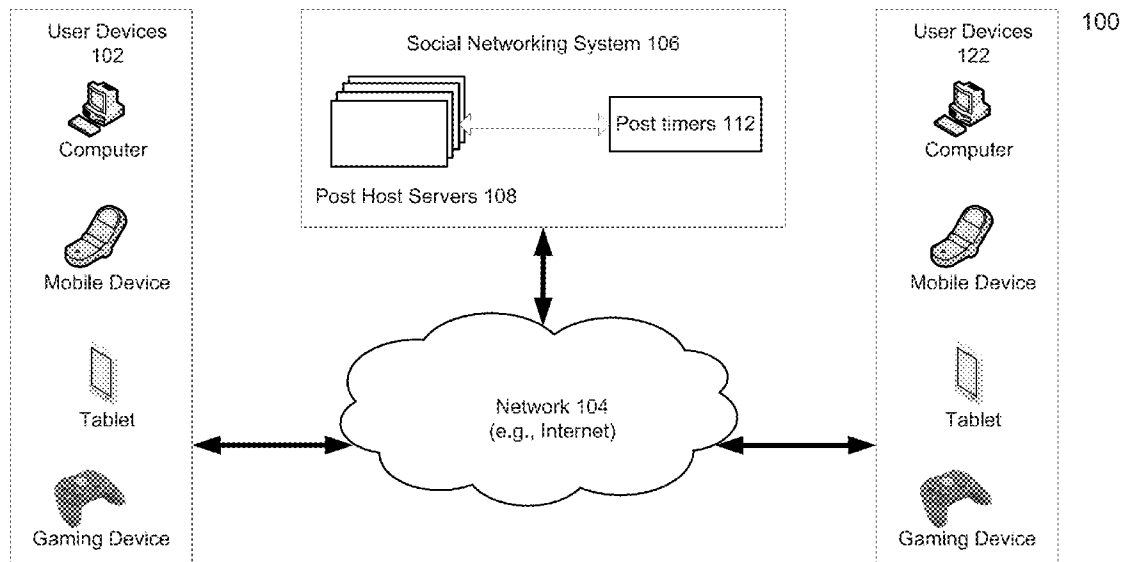 100
User Devices
102
Computer
Mobile Device
Tablet
Gaming Device
Social Networking System 106
Post timers 112
Post Host Servers 108
Network 104
(e.g., Internet)
User Devices
122
Computer
Mobile Device
Tablet
Gaming Device